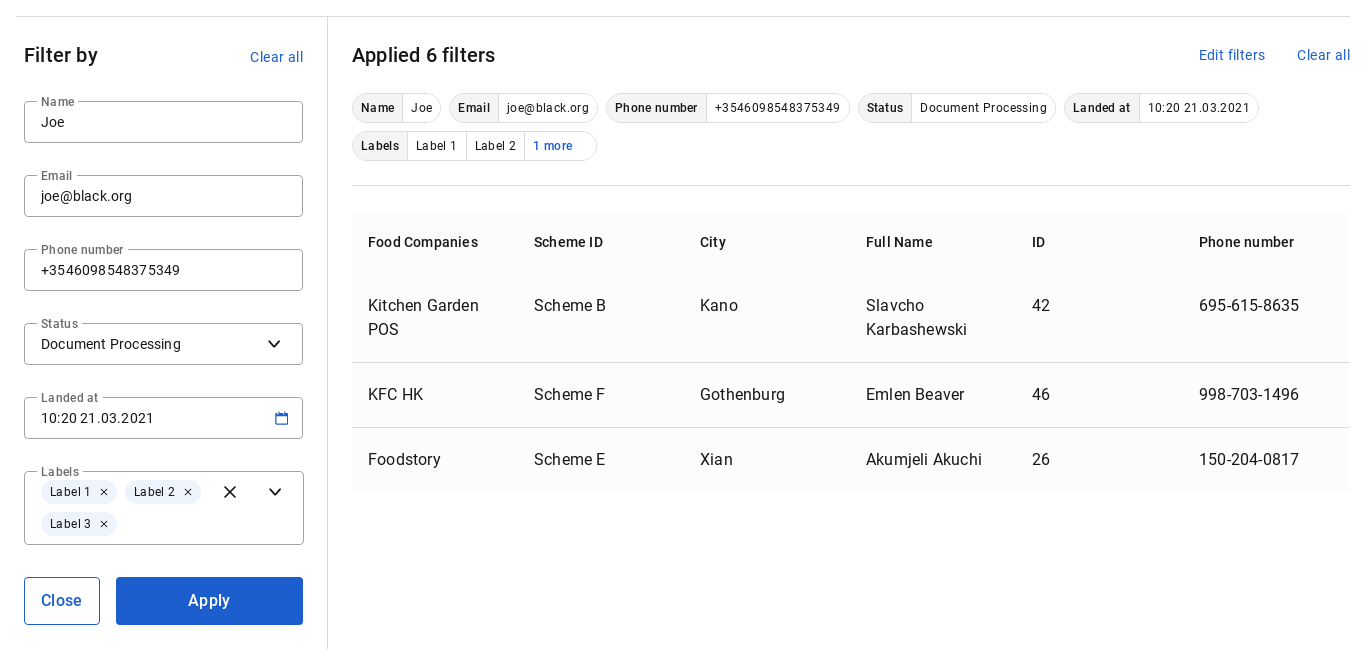 Filter by
Clear all
Name
Joe
Email
joe@black.org
Phone number
+3546098548375349
Status
Document Processing
Landed at
10:20 21.03.2021
Labels
Label 1
Label 2
Label 3
Close
Apply
Applied 6 filters
Edit filters
Clear all
Name Joe Email joe@black.org Phone number +3546098548375349 Status Document Processing Landed at 10:20 21.03.2021
Labels Label 1 Label 2 1 more
Food Companies Scheme ID City Full Name ID Phone number
Kitchen Garden Scheme B Kano Slavcho 42 695-615-8635
POS Karbashewski
KFC HK Scheme F Gothenburg Emlen Beaver 46 998-703-1496
Foodstory Scheme E Xian Akumjeli Akuchi 26 150-204-0817